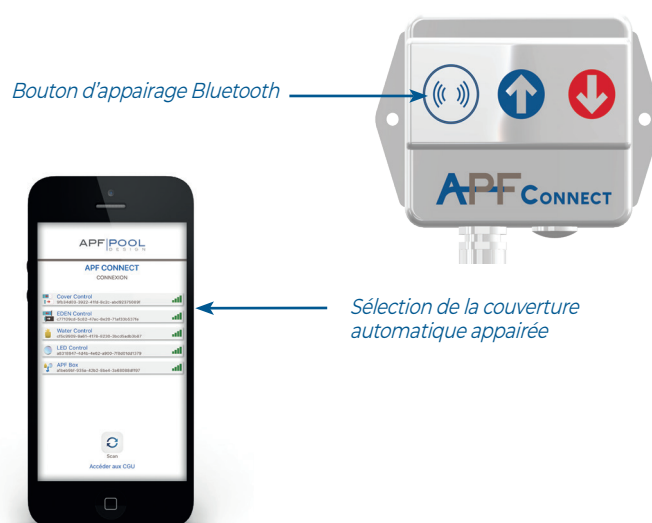 Bouton d'appairage Bluetooth
APF CONNECT
APF POOL
DESIGN
APF CONNECT
CONNEXION
Cover Control
EDEN Control
Water Control
LED Control
APF Box
Scan
Accéder aux CGU
Sélection de la couverture
automatique appairée